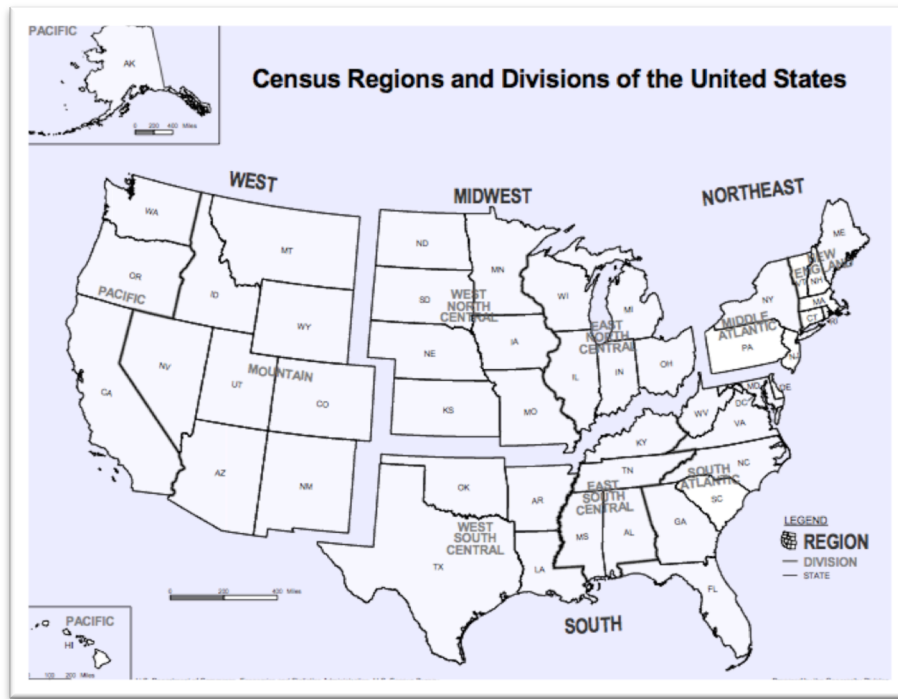 PACIFIC
AK
0 200 400 Miles
Census Regions and Divisions of the United States
WEST
MIDWEST
NORTHEAST
WA
MT
ND
MN
ME
OR
ID
SD
WI
MI
NY
VT
NH
NEW
ENGLAND
MA
CT
RI
PACIFIC
WY
WEST
NORTH
CENTRAL
EAST
NORTH
CENTRAL
MIDDLE
ATLANTIC
PA
NJ
NV
UT
MOUNTAIN
CO
NE
IA
IL
IN
OH
CA
KS
MO
WV
MD
DE
DC
VA
KY
AZ
NM
OK
AR
TN
NC
SOUTH
ATLANTIC
SC
EAST
SOUTH
CENTRAL
MS
AL
GA
WEST
SOUTH
CENTRAL
TX
LA
FL
LEGEND
REGION
DIVISION
STATE
0 200 400 Miles
SOUTH
PACIFIC
HI
100 200 Miles